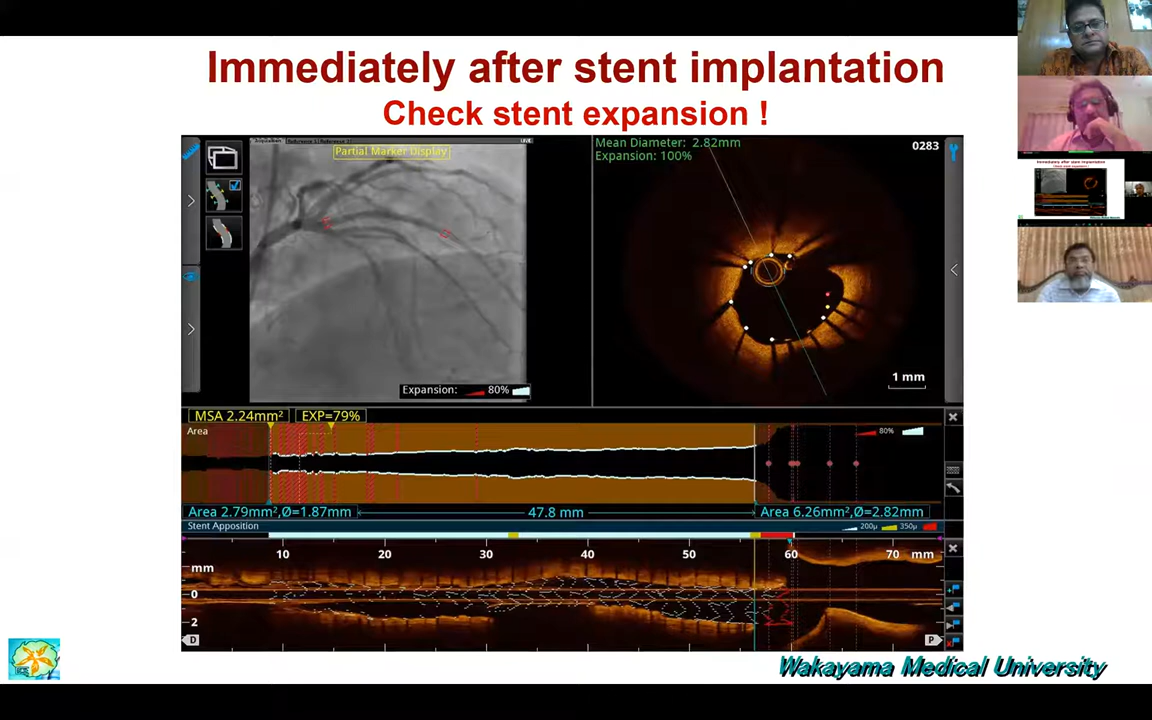 Immediately after stent implantation
Check stent expansion !
Partial Marker Display
Mean Diameter: 2.82mm
Expansion: 100%
0283
1 mm
Expansion: 80%
MSA 2.24mm² EXP=79%
Area
80%
Area 2.79mm²,Ø=1.87mm
47.8 mm
Area 6.26mm²,Ø=2.82mm
Stent Apposition
200µ 350µ
10 20 30 40 50 60 70 mm
mm
0
2
D
P
Wakayama Medical University